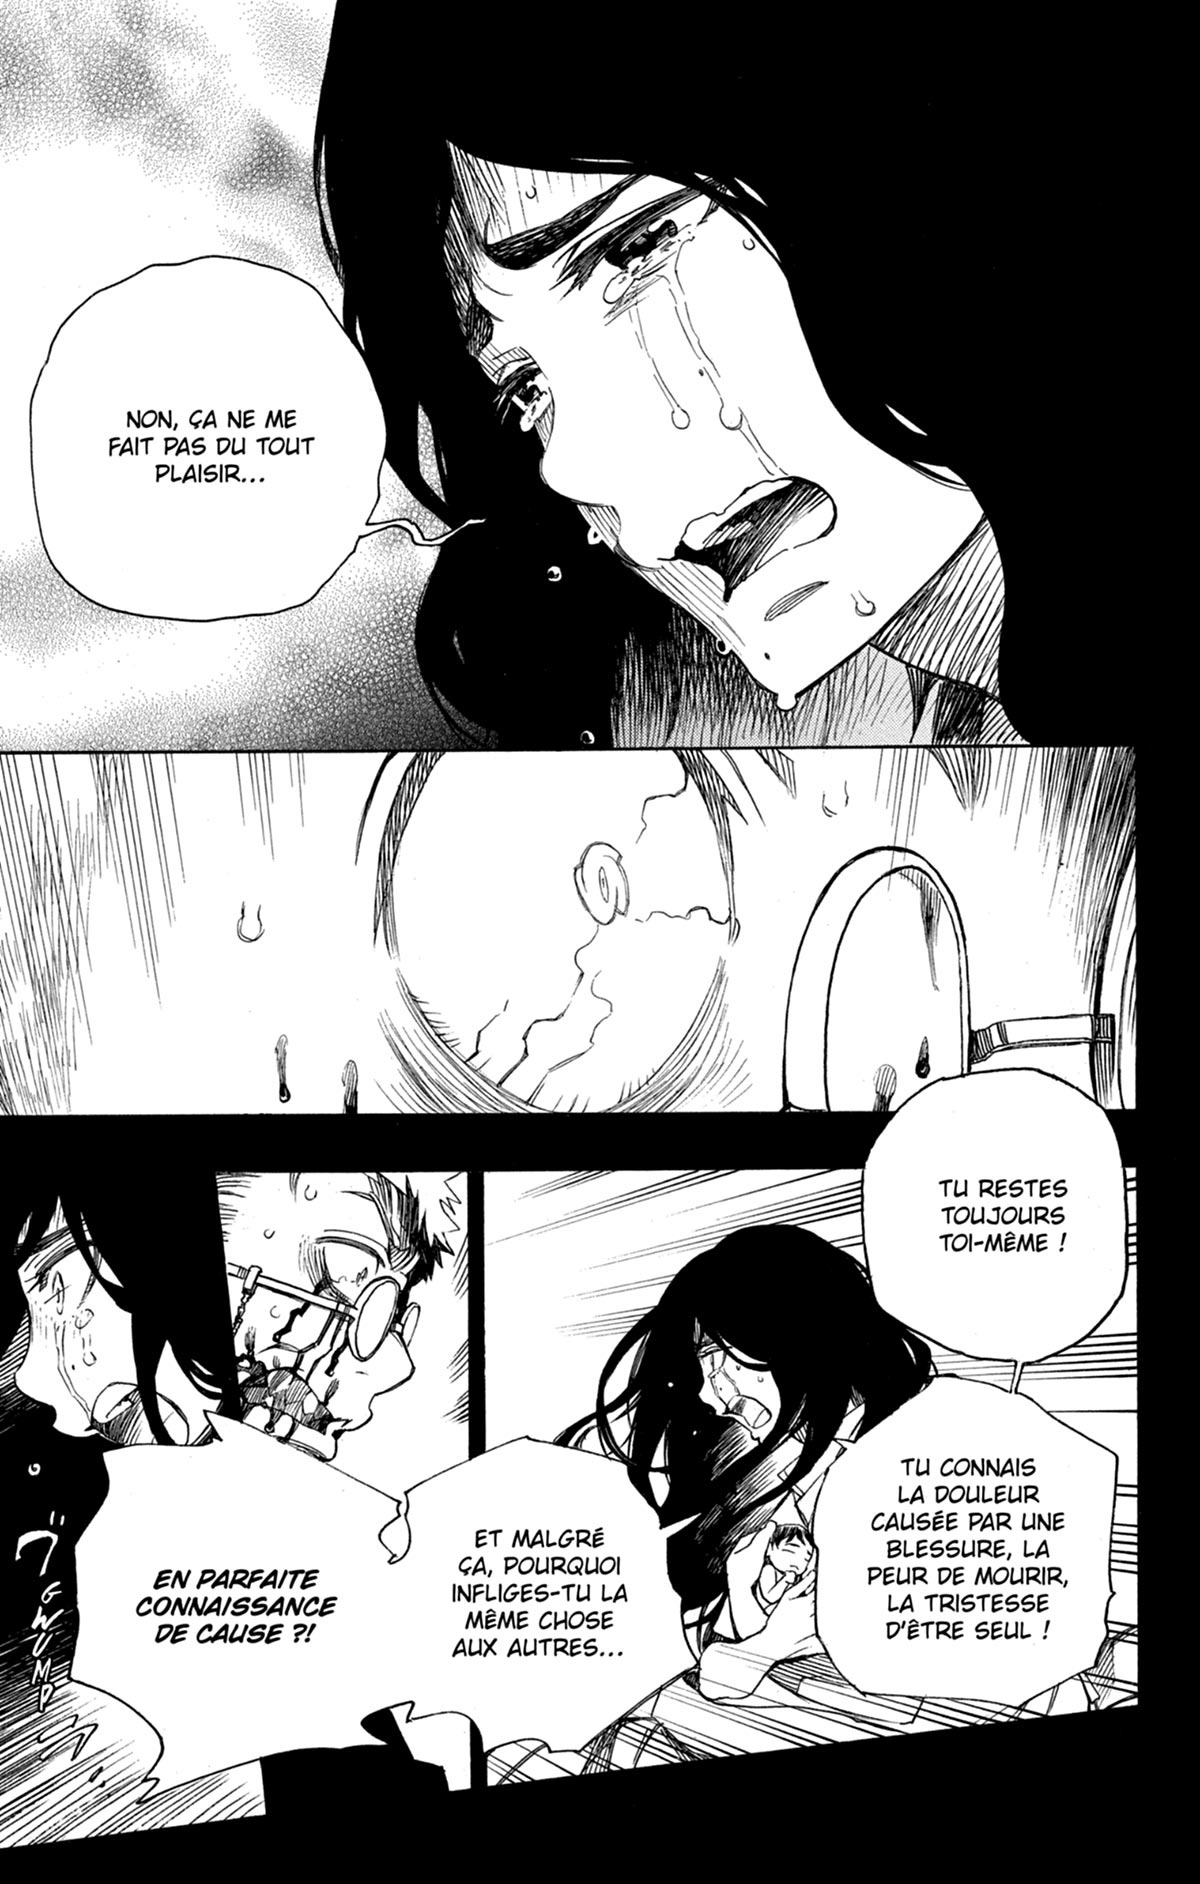 NON, ÇA NE ME
FAIT PAS DU TOUT
PLAISIR...
TU RESTES
TOUJOURS
TOI-MÊME !
TU CONNAIS
LA DOULEUR
CAUSÉE PAR UNE
BLESSURE, LA
PEUR DE MOURIR,
LA TRISTESSE
D'ÊTRE SEUL !
ET MALGRÉ
ÇA, POURQUOI
INFLIGES-TU LA
MÊME CHOSE
AUX AUTRES...
EN PARFAITE
CONNAISSANCE
DE CAUSE ?!
GWUMP